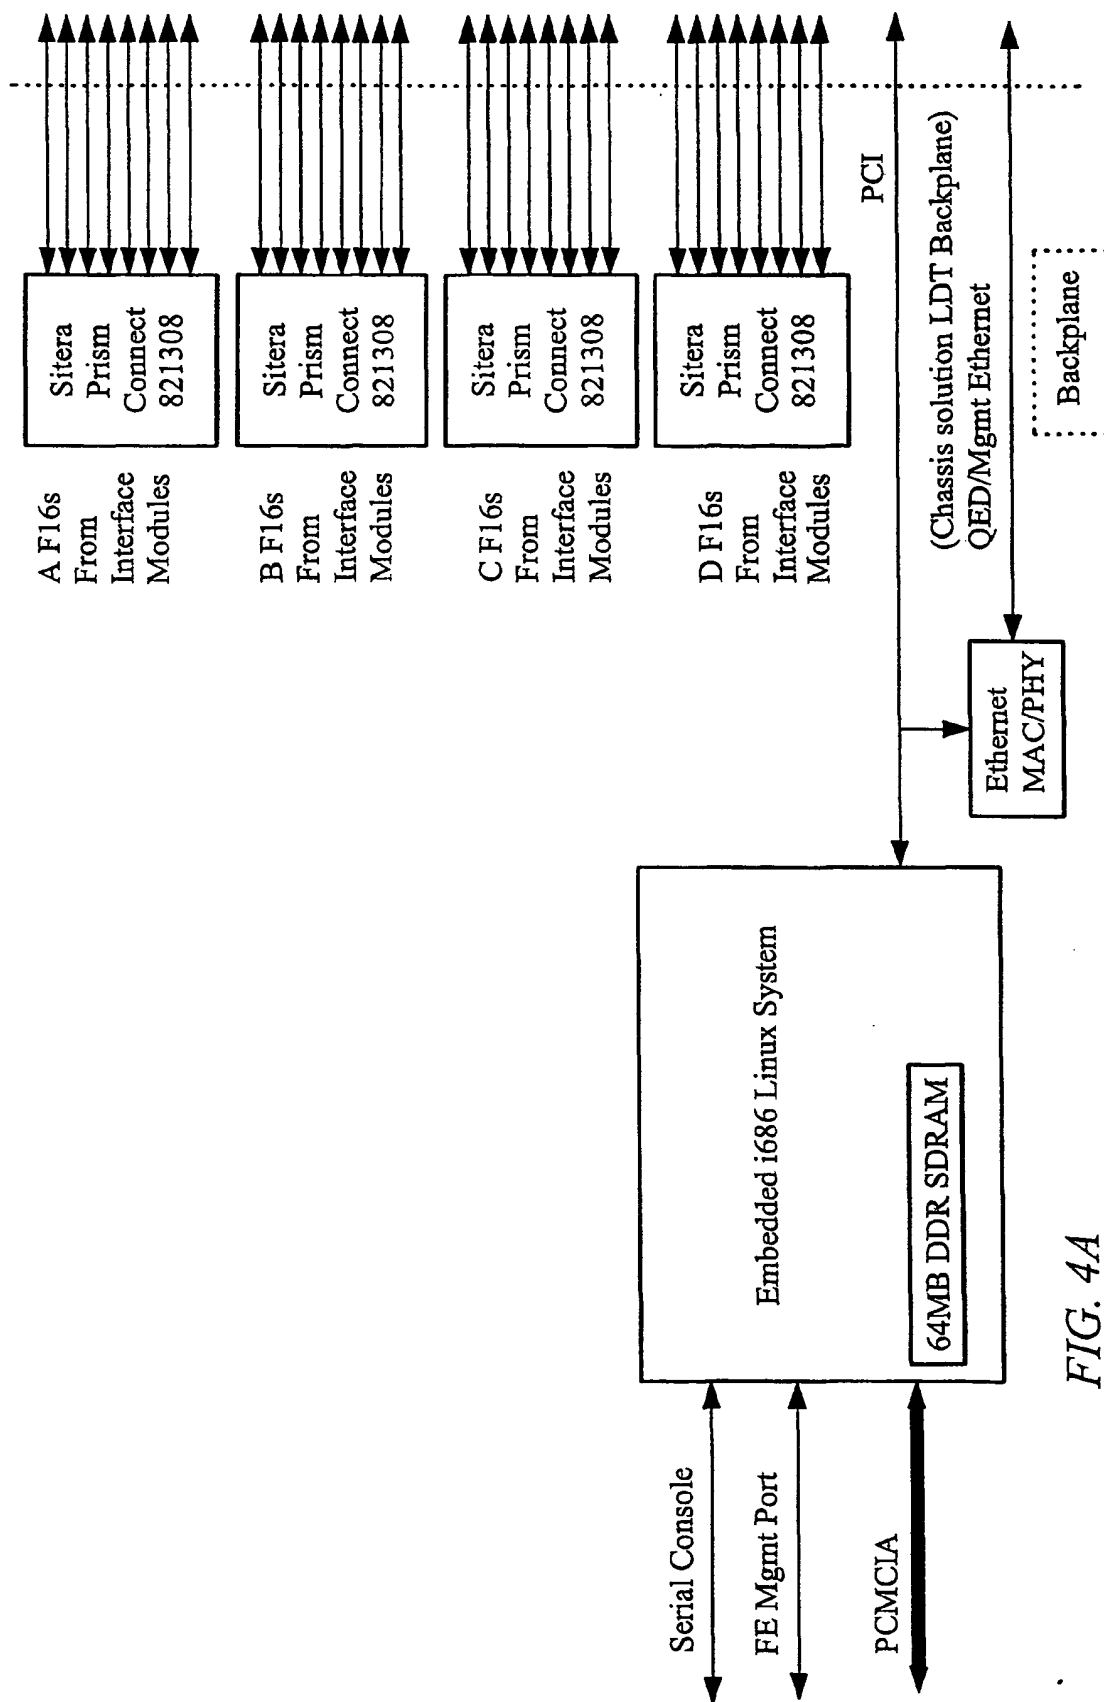 A F16s
From
Interface
Modules
Sitera
Prism
Connect
821308
B F16s
From
Interface
Modules
Sitera
Prism
Connect
821308
C F16s
From
Interface
Modules
Sitera
Prism
Connect
821308
D F16s
From
Interface
Modules
Sitera
Prism
Connect
821308
Serial Console
FE Mgmt Port
PCMCIA
Embedded i686 Linux System
64MB DDR SDRAM
PCI
(Chassis solution LDT Backplane)
QED/Mgmt Ethernet
Ethernet
MAC/PHY
Backplane
FIG. 4A